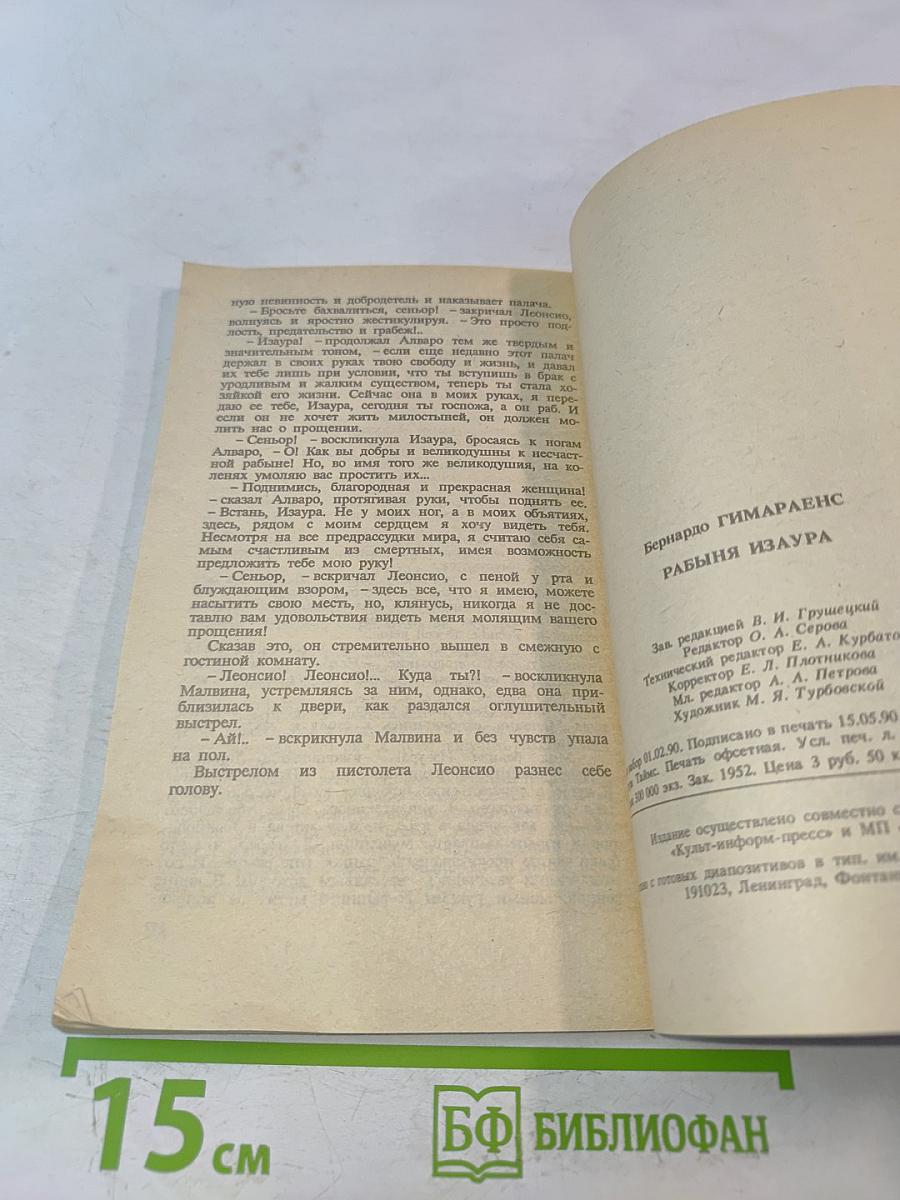 ную невинность и добродетель и наказывает палача.
– Бросьте бахвалиться, сеньор! – закричал Леонсио,
волнуясь и яростно жестикулируя. – Это просто под-
лость, предательство и грабеж!..
– Изаура! – продолжал Алваро тем же твердым и
значительным тоном, – если еще недавно этот палач
держал в своих руках твою свободу и жизнь, и давал
их тебе лишь при условии, что ты вступишь в брак с
уродливым и жалким существом, теперь ты стала хо-
зяйкой его жизни. Сейчас она в моих руках, я пере-
даю ее тебе, Изаура, сегодня ты госпожа, а он раб. И
если он не хочет жить милостыней, он должен мо-
лить нас о прощении.
– Сеньор! – воскликнула Изаура, бросаясь к ногам
Алваро, – О! Как вы добры и великодушны к несчаст-
ной рабыне! Но, во имя того же великодушия, на ко-
ленях умоляю вас простить их...
– Поднимись, благородная и прекрасная женщина!
– сказал Алваро, протягивая руки, чтобы поднять ее.
– Встань, Изаура. Не у моих ног, а в моих объятиях,
здесь, рядом с моим сердцем я хочу видеть тебя.
Несмотря на все предрассудки мира, я считаю себя са-
мым счастливым из смертных, имея возможность
предложить тебе мою руку!
– Сеньор, – вскричал Леонсио, с пеной у рта и
блуждающим взором, – здесь все, что я имею, можете
насытить свою месть, но, клянусь, никогда я не дос-
тавлю вам удовольствия видеть меня молящим вашего
прощения!
Сказав это, он стремительно вышел в смежную с
гостиной комнату.
– Леонсио! Леонсио!... Куда ты?! – воскликнула
Малвина, устремляясь за ним, однако, едва она при-
близилась к двери, как раздался оглушительный
выстрел.
– Ай!.. – вскрикнула Малвина и без чувств упала
на пол.
Выстрелом из пистолета Леонсио разнес себе
голову.
Бернардо ГИМАРАЕНС
РАБЫНЯ ИЗАУРА
Зав. редакцией В. И. Грушецкий
Редактор О. А. Серова
Технический редактор Е. А. Курбато
Корректор Е. Л. Плотникова
Мл. редактор А. А. Петрова
Художник М. Я. Турбовской
набор 01.02.90. Подписано в печать 15.05.90
Таймс. Печать офсетная. Усл. печ. л.
300 000 экз. Зак. 1952. Цена 3 руб. 50 к
Издание осуществлено совместно с
«Культ-информ-пресс» и МП «
с готовых диапозитивов в тип. им.
191023, Ленинград, Фонтан
15 см
БФ БИБЛИОФАН